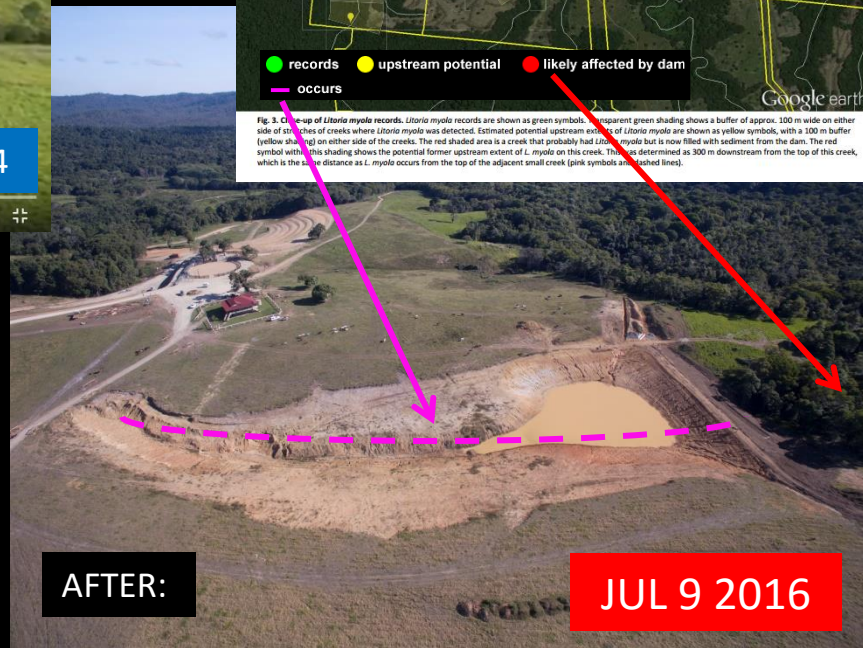 records upstream potential likely affected by dam
occurs
Google earth
Fig. 3. Close-up of Litoria myola records. Litoria myola records are shown as green symbols. Transparent green shading shows a buffer of approx. 100 m wide on either
side of stretches of creeks where Litoria myola was detected. Estimated potential upstream extents of Litoria myola are shown as yellow symbols, with a 100 m buffer
(yellow shading) on either side of the creeks. The red shaded area is a creek that probably had Litoria myola but is now filled with sediment from the dam. The red
symbol within this shading shows the potential former upstream extent of L. myola on this creek. This was determined as 300 m downstream from the top of this creek,
which is the same distance as L. myola occurs from the top of the adjacent small creek (pink symbols and dashed lines).
4
AFTER:
JUL 9 2016